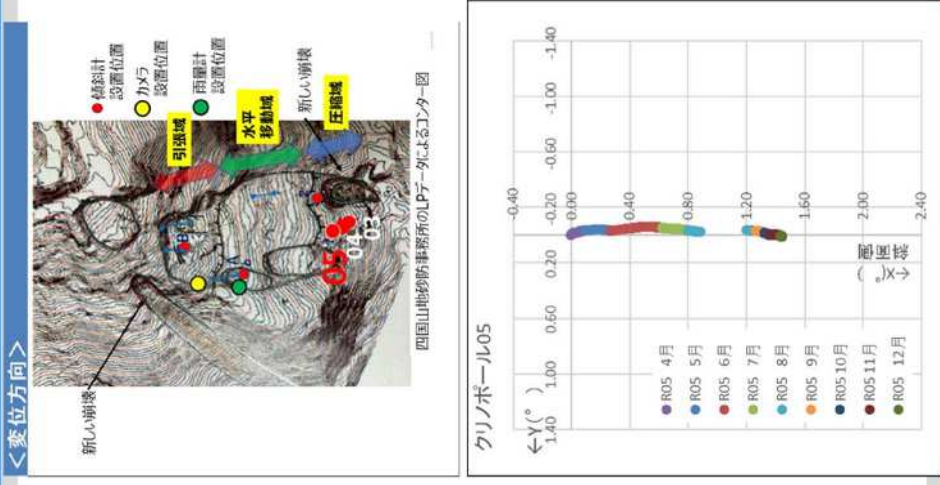 <変位方向>
新しい崩壊
傾斜計
設置位置
カメラ
設置位置
雨量計
設置位置
引張域
水平
移動域
新しい崩壊
圧縮域
05
04
03
四国山地砂防事務所のLPデータによるコンター図
クリノポール05
←Y(°)
1.40
1.00
0.60
0.20
-0.20
-0.60
-1.00
-1.40
-0.40
0.00
0.40
0.80
1.20
1.60
2.00
2.40
←X(°)
斜面側
R05 4月
R05 5月
R05 6月
R05 7月
R05 8月
R05 9月
R05 10月
R05 11月
R05 12月